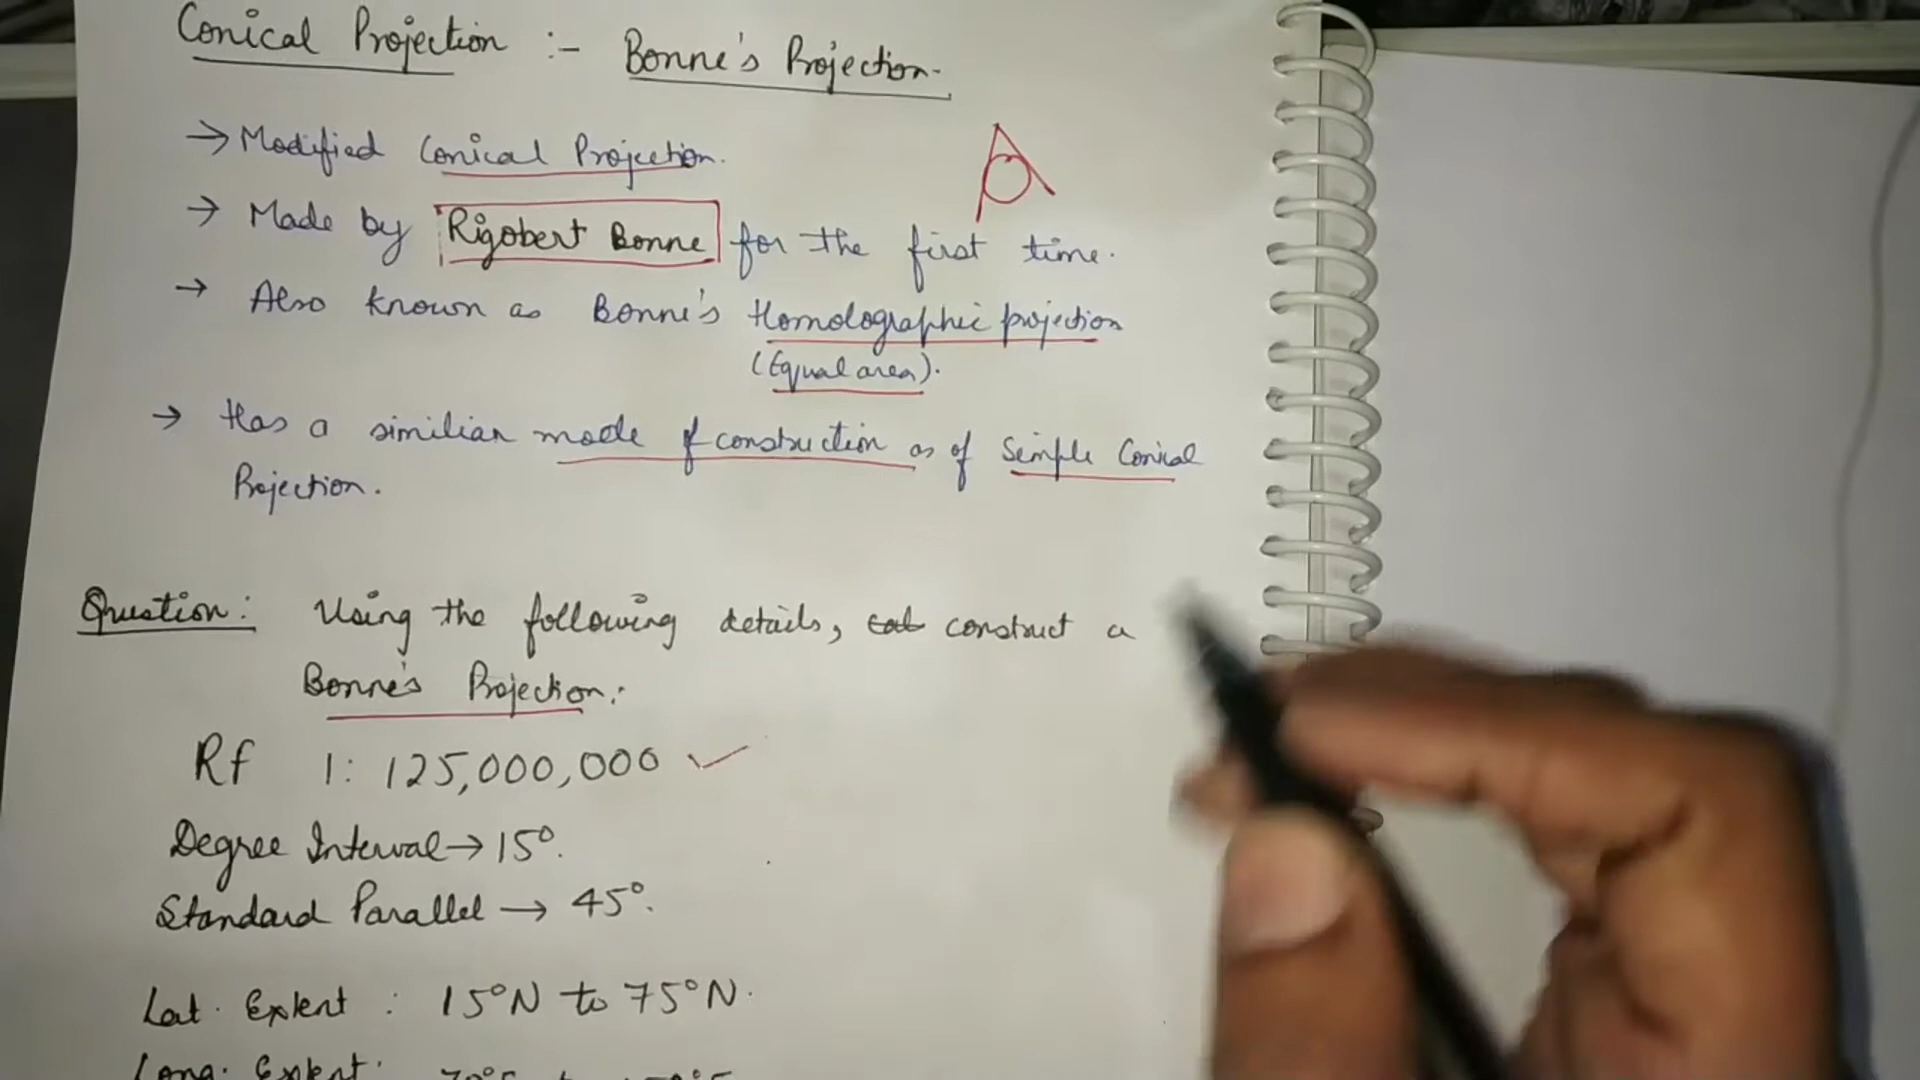 Conical Projection :- Bonne's Projection.
→ Modified Conical Projection.
→ Made by Rigobert Bonne for the first time.
→ Also known as Bonne's Homolographic projection
(Equal area).
→ Has a similiar mode of construction as of Simple Conical
Projection.
Question: Using the following details, construct a
Bonne's Projection:
Rf 1: 125,000,000 ✓
Degree Interval → 15°.
Standard Parallel → 45°.
Lat. Extent : 15°N to 75°N.
Long. Extent: